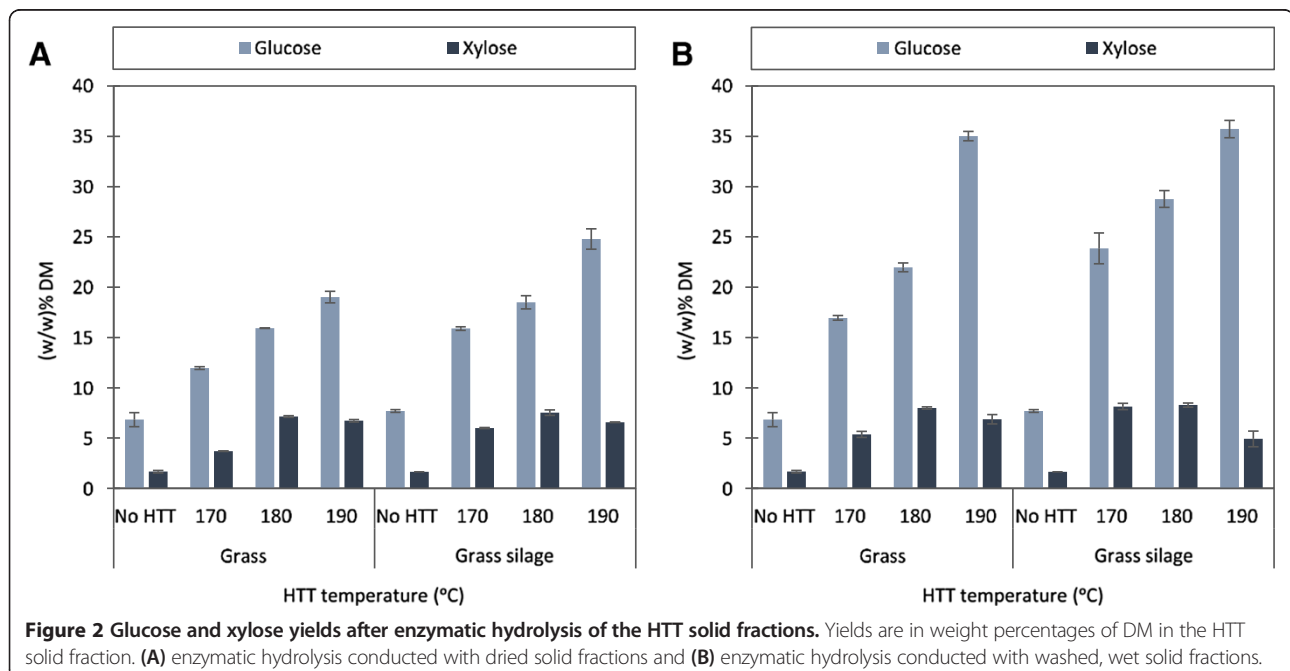 A
Glucose Xylose
(w/w)% DM
40
35
30
25
20
15
10
5
0
No HTT 170 180 190 No HTT 170 180 190
Grass Grass silage
HTT temperature (°C)
B
Glucose Xylose
(w/w)% DM
40
35
30
25
20
15
10
5
0
No HTT 170 180 190 No HTT 170 180 190
Grass Grass silage
HTT temperature (°C)
Figure 2 Glucose and xylose yields after enzymatic hydrolysis of the HTT solid fractions. Yields are in weight percentages of DM in the HTT
solid fraction. (A) enzymatic hydrolysis conducted with dried solid fractions and (B) enzymatic hydrolysis conducted with washed, wet solid fractions.